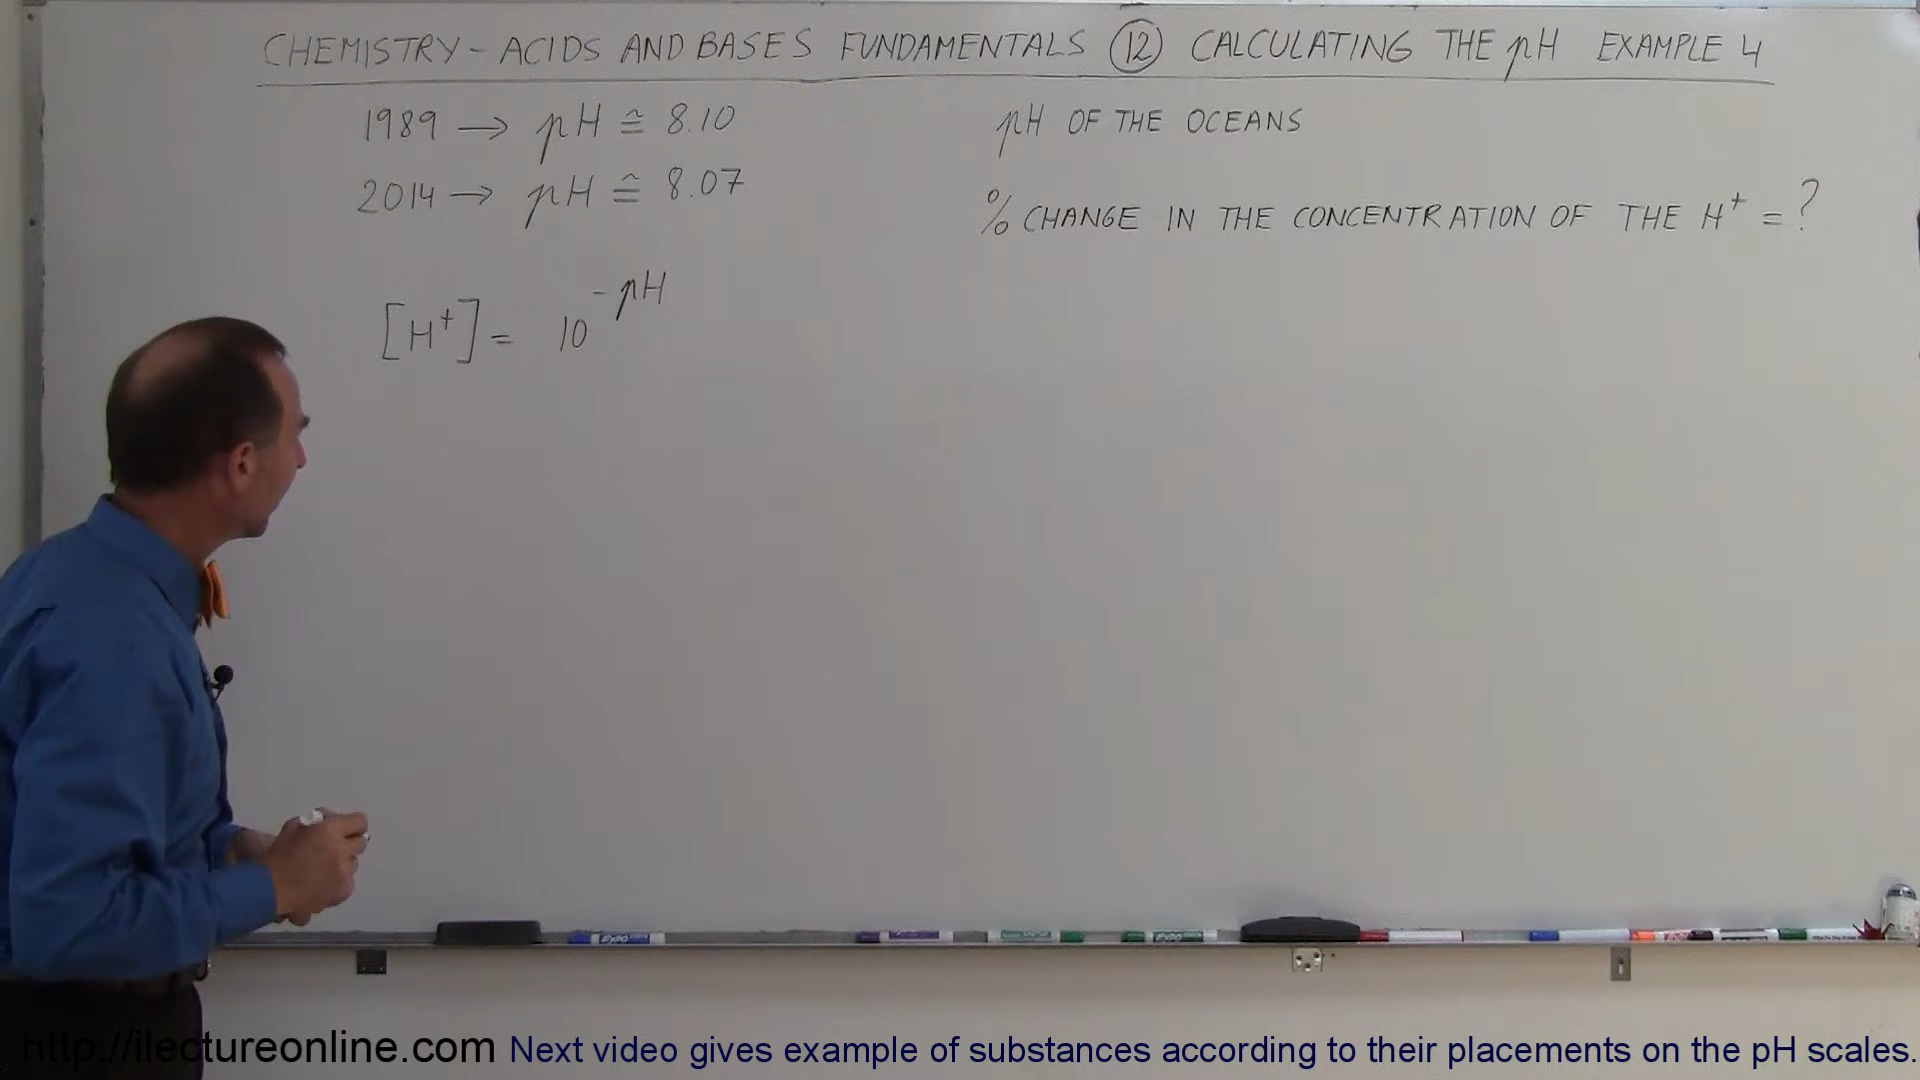 CHEMISTRY - ACIDS AND BASES FUNDAMENTALS ⑫ CALCULATING THE pH EXAMPLE 4
1989 → pH ≅ 8.10
2014 → pH ≅ 8.07
pH OF THE OCEANS
% CHANGE IN THE CONCENTRATION OF THE H⁺ = ?
[H⁺] = 10^-pH
EXPO
EXPO
http://ilectureonline.com Next video gives example of substances according to their placements on the pH scales.